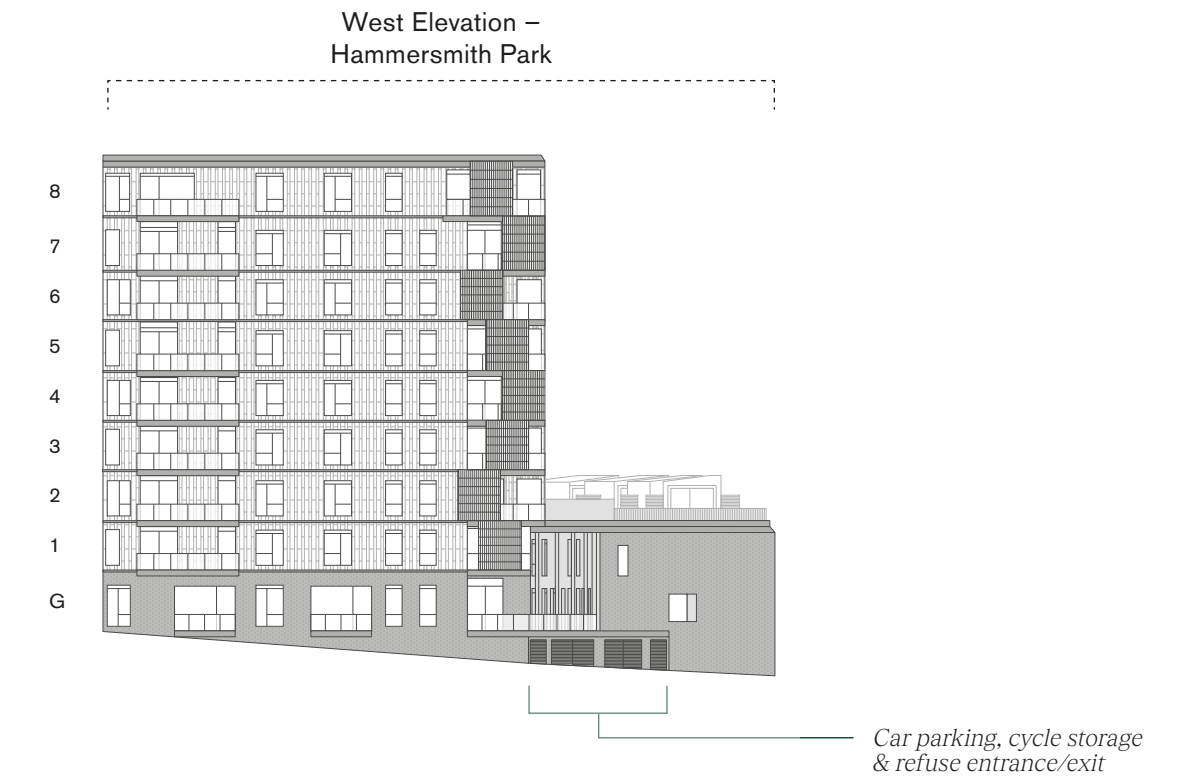 West Elevation –
Hammersmith Park
8
7
6
5
4
3
2
1
G
Car parking, cycle storage
& refuse entrance/exit